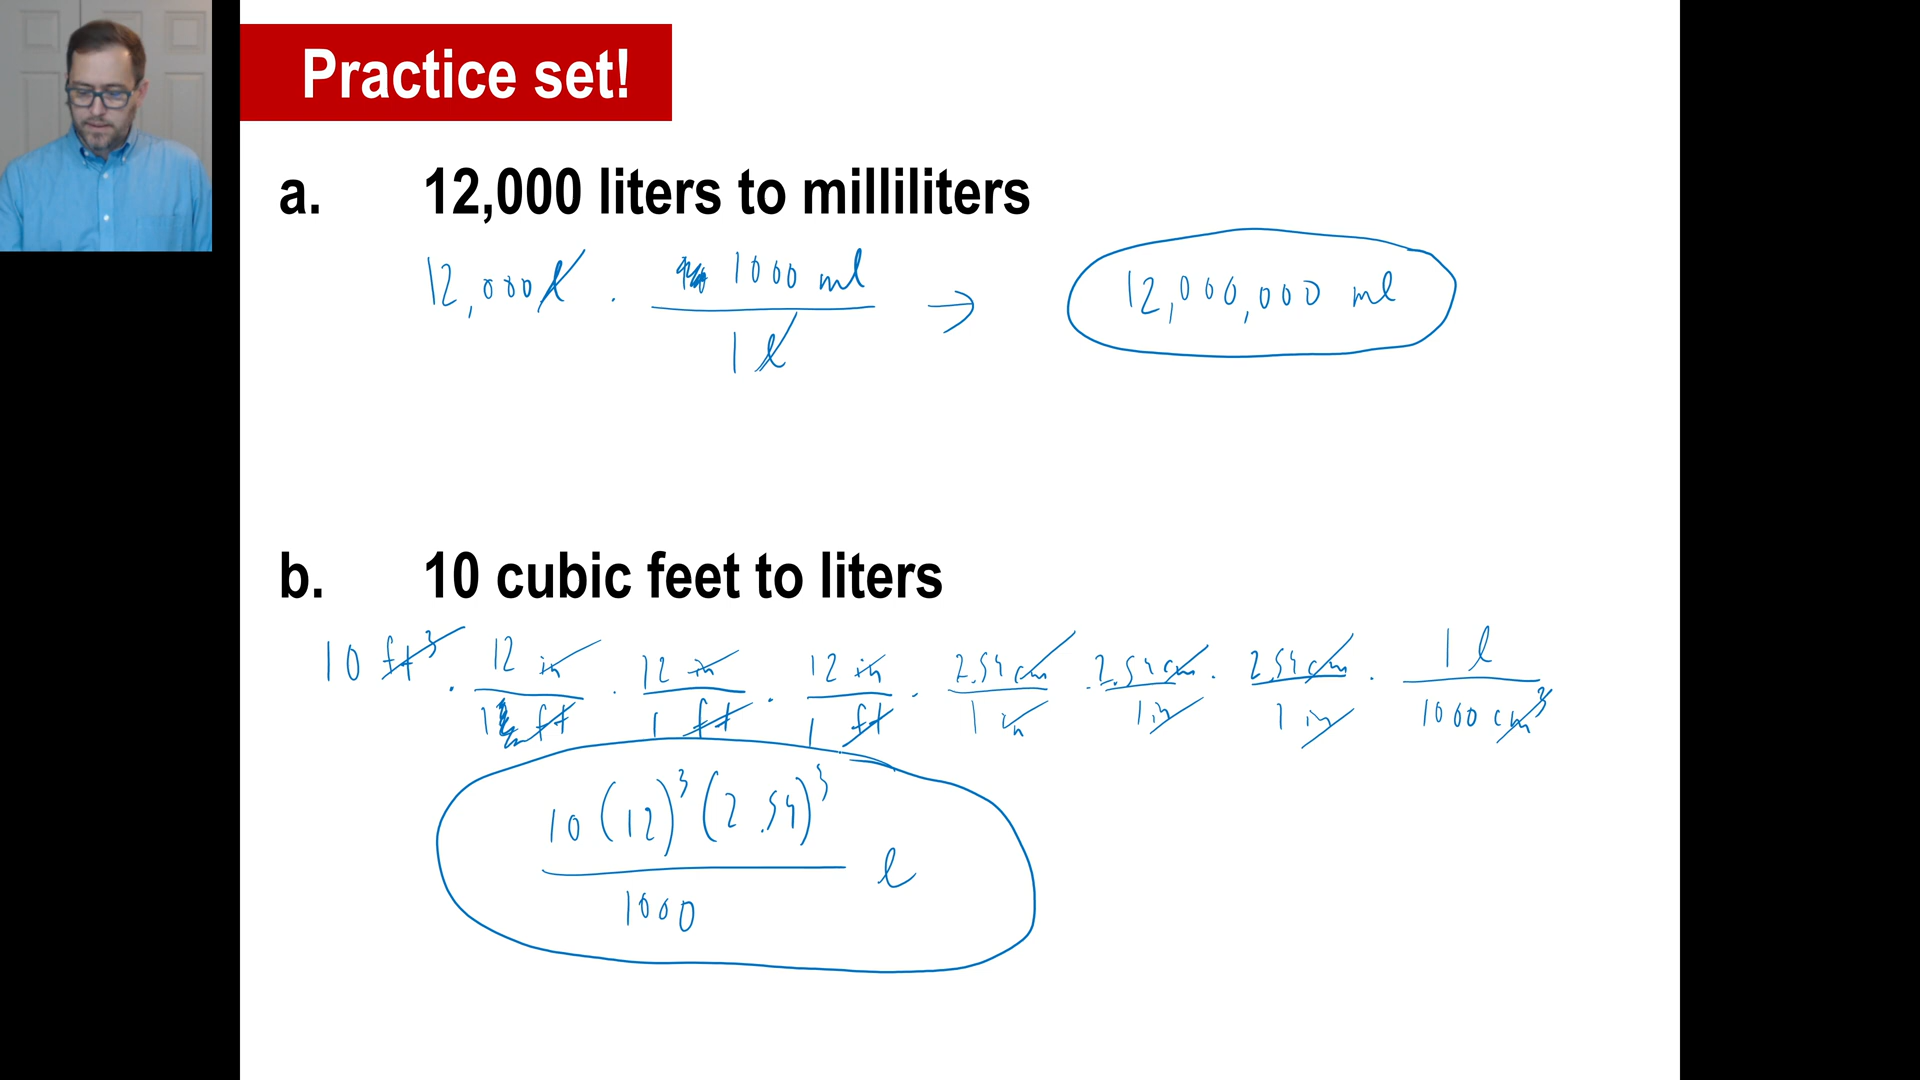 Practice set!
a. 12,000 liters to milliliters
12,000 l · 1000 ml / 1 l → 12,000,000 ml
b. 10 cubic feet to liters
10 ft³ · 12 in / 1 ft · 12 in / 1 ft · 12 in / 1 ft · 2.54 cm / 1 in · 2.54 cm / 1 in · 2.54 cm / 1 in · 1 l / 1000 cm³
10(12)³(2.54)³ / 1000 l